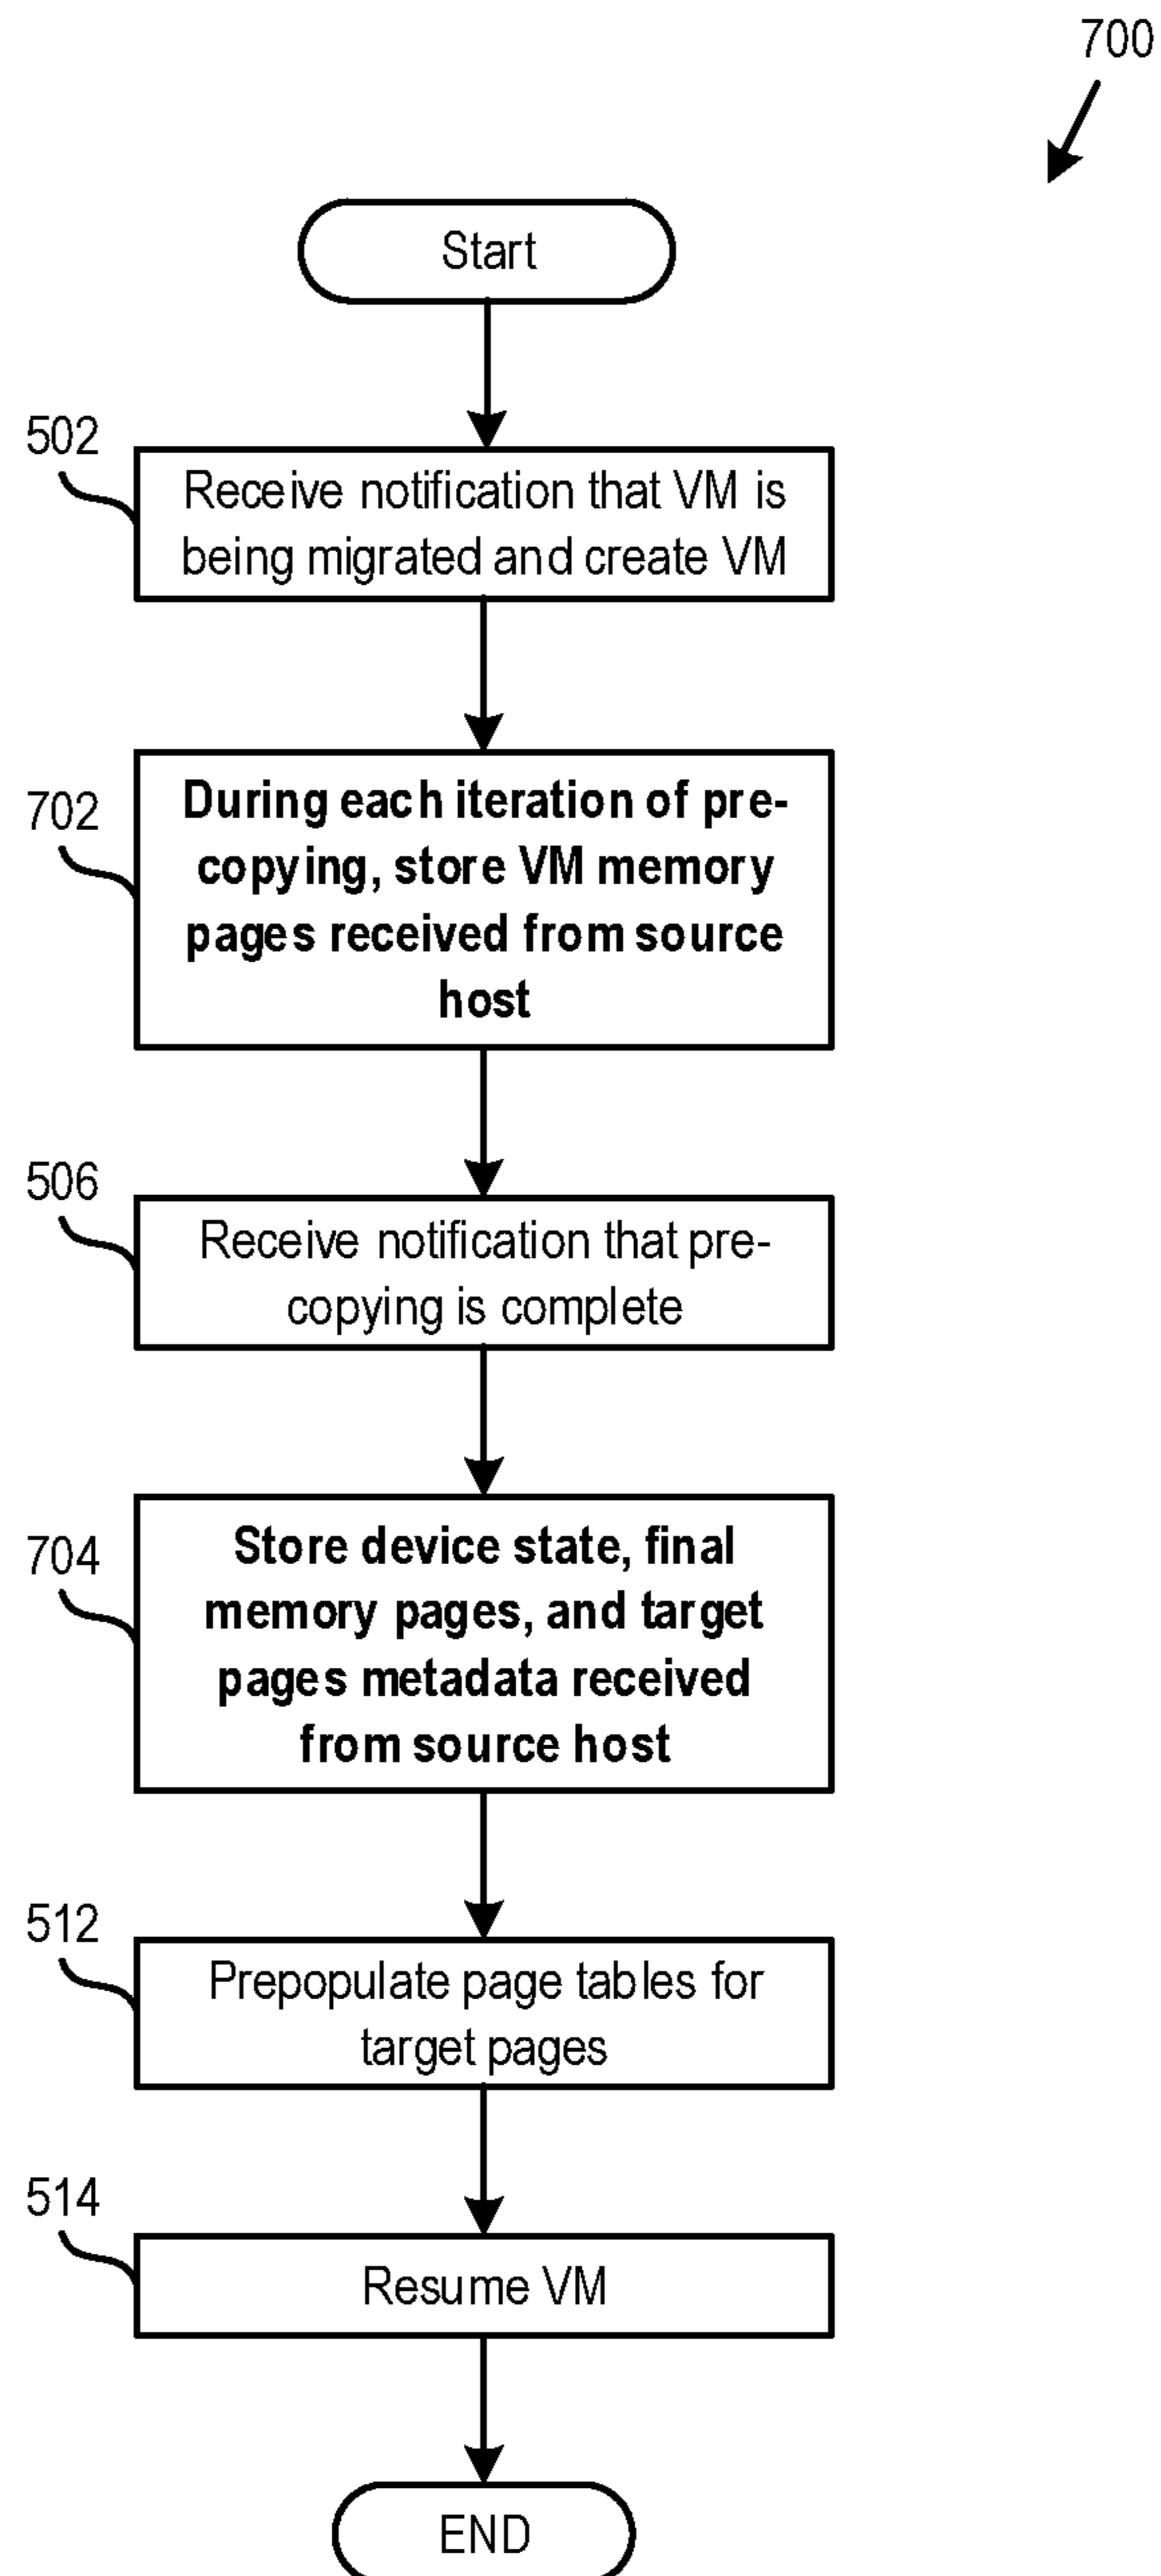 700
Start
502
Receive notification that VM is
being migrated and create VM
702
During each iteration of pre-
copying, store VM memory
pages received from source
host
506
Receive notification that pre-
copying is complete
704
Store device state, final
memory pages, and target
pages metadata received
from source host
512
Prepopulate page tables for
target pages
514
Resume VM
END